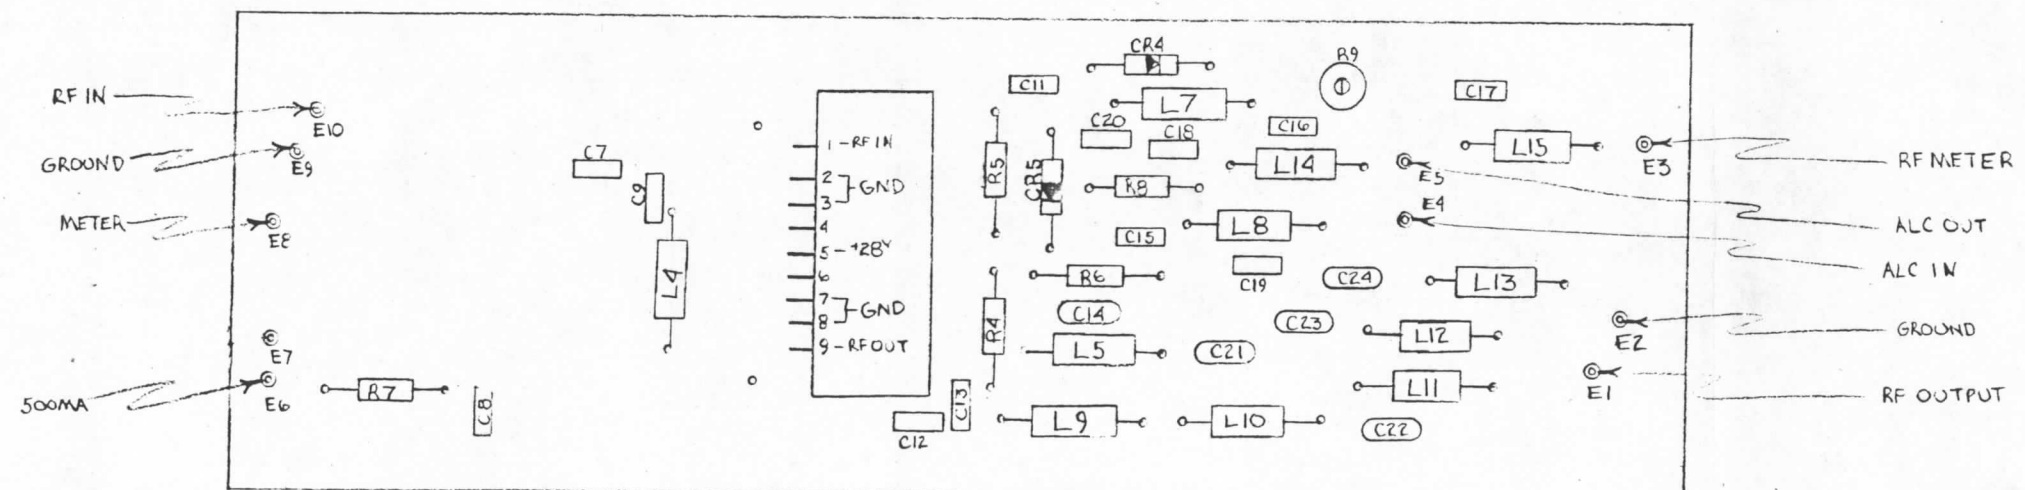 RF IN
GROUND
METER
500MA
E10
E9
E8
E7
E6
R7
C8
C7
C9
L4
1 - RF IN
2
3
GND
4
5 - +28V
6
7
8
GND
9 - RF OUT
C12
C13
CR4
C11
L7
R9
C17
C20
C18
C16
L15
R5
CR5
L14
R8
E5
E4
E3
L8
C15
R6
C19
C24
L13
R4
C14
C23
L12
E2
L5
C21
L11
E1
L9
L10
C22
RF METER
ALC OUT
ALC IN
GROUND
RF OUTPUT